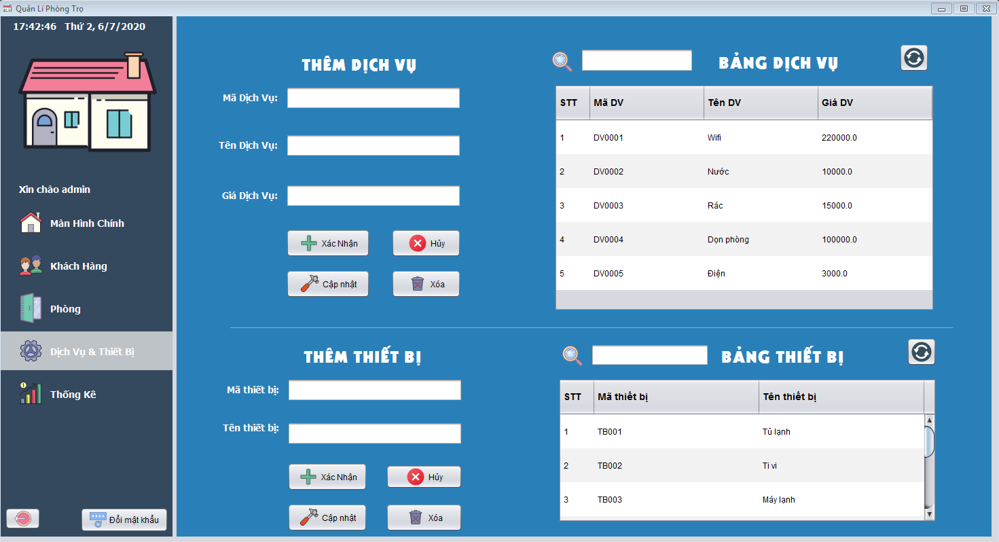 Quản Lí Phòng Trọ
17:42:46 Thứ 2, 6/7/2020
Xin chào admin
Màn Hình Chính
Khách Hàng
Phòng
Dịch Vụ & Thiết Bị
Thống Kê
Đổi mật khẩu
THÊM DỊCH VỤ
Mã Dịch Vụ:
Tên Dịch Vụ:
Giá Dịch Vụ:
Xác Nhận
Hủy
Cập nhật
Xóa
BẢNG DỊCH VỤ
STT Mã DV Tên DV Giá DV
1 DV0001 Wifi 220000.0
2 DV0002 Nước 10000.0
3 DV0003 Rác 15000.0
4 DV0004 Dọn phòng 100000.0
5 DV0005 Điện 3000.0
THÊM THIẾT BỊ
Mã thiết bị:
Tên thiết bị:
Xác Nhận
Hủy
Cập nhật
Xóa
BẢNG THIẾT BỊ
STT Mã thiết bị Tên thiết bị
1 TB001 Tủ lạnh
2 TB002 Ti vi
3 TB003 Máy lạnh